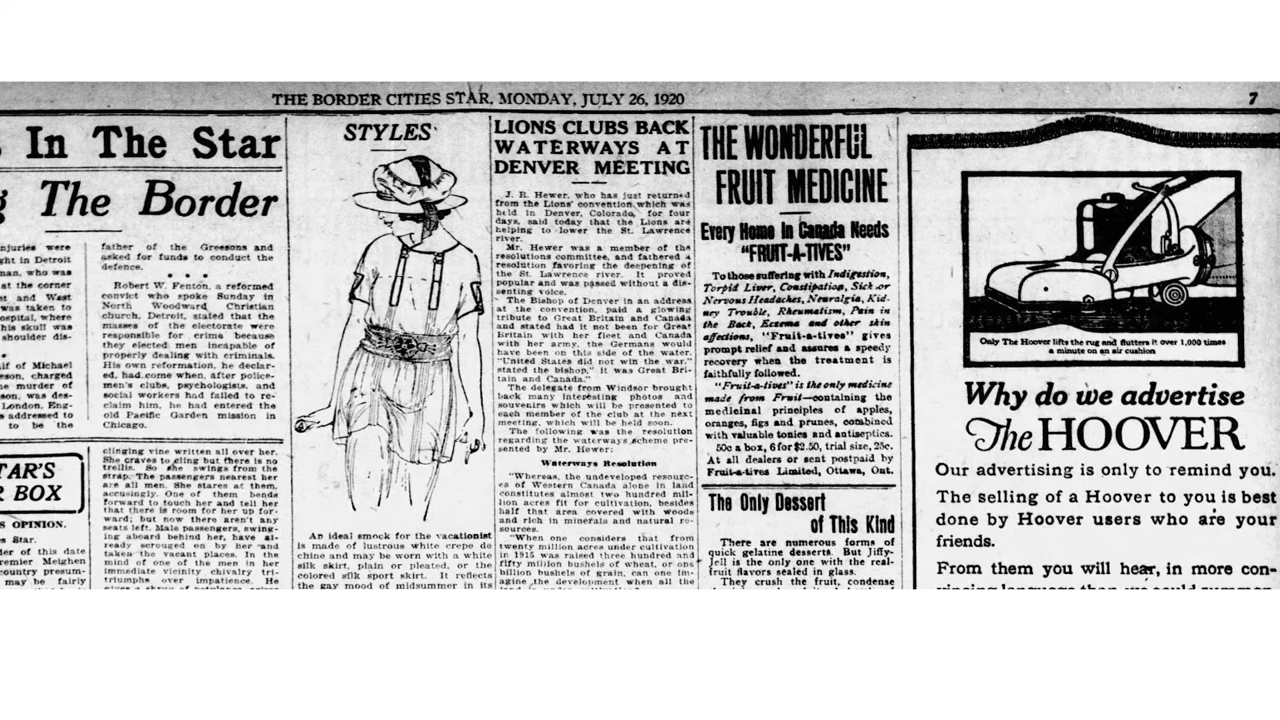 THE BORDER CITIES STAR, MONDAY, JULY 26, 1920
7
In The Star
The Border
njuries were
ght in Detroit
man, who was
at the corner
st and West
was taken to
ospital, where
his skull was
shoulder dis-
lf of Michael
eson, charged
he murder of
son, was des-
London, Eng-
addressed to
to be the
father of the Greesons and
asked for funds to conduct the
defence.
Robert W. Fenton, a reformed
convict who spoke Sunday in
North Woodward Christian
church, Detroit, stated that the
masses of the electorate were
responsible for crime because
they elected men incapable of
properly dealing with criminals.
His own reformation, he declar-
ed, had come when, after police-
men's clubs, psychologists, and
social workers had failed to re-
claim him, he had entered the
old Pacific Garden mission in
Chicago.
TAR'S
R BOX
S OPINION.
e Star.
der of this date
remier Meighen
country presum-
may be fairly
clinging vine written all over her.
She craves to cling but there is no
trellis. So she swings from the
strap. The passengers nearest her
are all men. She stares at them,
accusingly. One of them bends
forward to touch her and tell her
that there is room for her up for-
ward; but now there aren't any
seats left. Male passengers, swing-
ing aboard behind her, have al-
ready scrouged on by her and
taken the vacant places. In the
mind of one of the men in her
immediate vicinity chivalry tri-
triumphs over impatience. He
STYLES
An ideal smock for the vacationist
is made of lustrous white crepe de
chine and may be worn with a white
silk skirt, plain or pleated, or the
colored silk sport skirt. It reflects
the gay mood of midsummer in its
LIONS CLUBS BACK
WATERWAYS AT
DENVER MEETING
J. R. Hewer, who has just returned
from the Lions' convention which was
held in Denver, Colorado, for four
days, said today that the Lions are
helping to lower the St. Lawrence
river.
Mr. Hewer was a member of the
resolutions committee, and fathered a
resolution favoring the deepening of
the St. Lawrence river. It proved
popular and was passed without a dis-
senting voice.
The Bishop of Denver in an address
at the convention, paid a glowing
tribute to Great Britain and Canada
and stated had it not been for Great
Britain with her fleet and Canada
with her army, the Germans would
have been on this side of the water.
"United States did not win the war,"
stated the bishop," it was Great Bri-
tain and Canada."
The delegate from Windsor brought
back many interesting photos and
souvenirs which will be presented to
each member of the club at the next
meeting, which will be held soon.
The following was the resolution
regarding the waterways scheme pre-
sented by Mr. Hewer:
Waterways Resolution
"Whereas, the undeveloped resourc-
es of Western Canada alone in land
constitutes almost two hundred mil-
lion acres fit for cultivation, besides
half that area covered with woods
and rich in minerals and natural re-
sources.
"When one considers that from
twenty million acres under cultivation
in 1915 was raised three hundred and
fifty million bushels of wheat, or one
billion bushels of grain, can one im-
agine the development when all the
THE WONDERFUL
FRUIT MEDICINE
Every Home in Canada Needs
"FRUIT-A-TIVES"
To those suffering with Indigestion,
Torpid Liver, Constipation, Sick or
Nervous Headaches, Neuralgia, Kid-
ney Trouble, Rheumatism, Pain in
the Back, Eczema and other skin
affections, "Fruit-a-tives" gives
prompt relief and assures a speedy
recovery when the treatment is
faithfully followed.
"Fruit-a-tives" is the only medicine
made from Fruit—containing the
medicinal principles of apples,
oranges, figs and prunes, combined
with valuable tonics and antiseptics.
50c a box, 6 for $2.50, trial size, 25c.
At all dealers or sent postpaid by
Fruit-a-tives Limited, Ottawa, Ont.
The Only Dessert
of This Kind
There are numerous forms of
quick gelatine desserts. But Jiffy-
Jell is the only one with the real-
fruit flavors sealed in glass.
They crush the fruit, condense
Only The Hoover lifts the rug and flutters it over 1,000 times
a minute on an air cushion
Why do we advertise
The HOOVER
Our advertising is only to remind you.
The selling of a Hoover to you is best
done by Hoover users who are your
friends.
From them you will hear, in more con-
vincing language than we could summon